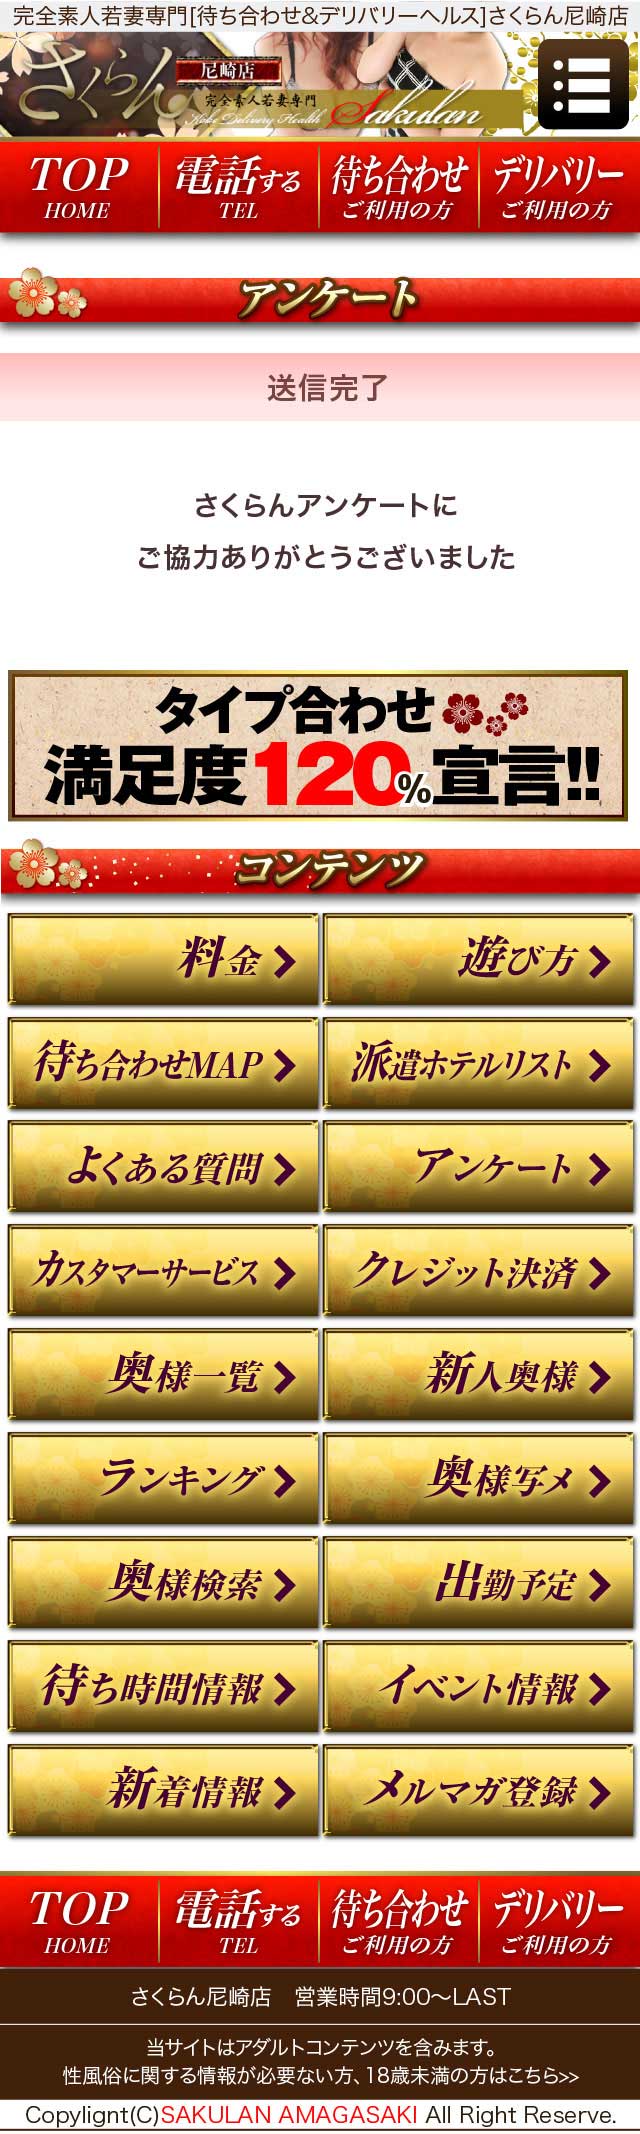 完全素人若妻専門[待ち合わせ&デリバリーヘルス]さくらん尼崎店
さくらん
尼崎店
完全素人若妻専門
Kobe Delivery Health
Sakulan
TOP 電話する 待ち合わせ デリバリー
HOME TEL ご利用の方 ご利用の方
アンケート
送信完了
さくらんアンケートに
ご協力ありがとうございました
タイプ合わせ
満足度120%宣言!!
コンテンツ
料金 遊び方
待ち合わせMAP 派遣ホテルリスト
よくある質問 アンケート
カスタマーサービス クレジット決済
奥様一覧 新人奥様
ランキング 奥様写メ
奥様検索 出勤予定
待ち時間情報 イベント情報
新着情報 メルマガ登録
TOP 電話する 待ち合わせ デリバリー
HOME TEL ご利用の方 ご利用の方
さくらん尼崎店　営業時間9:00〜LAST
当サイトはアダルトコンテンツを含みます。
性風俗に関する情報が必要ない方、18歳未満の方はこちら>>
Copylignt(C)SAKULAN AMAGASAKI All Right Reserve.